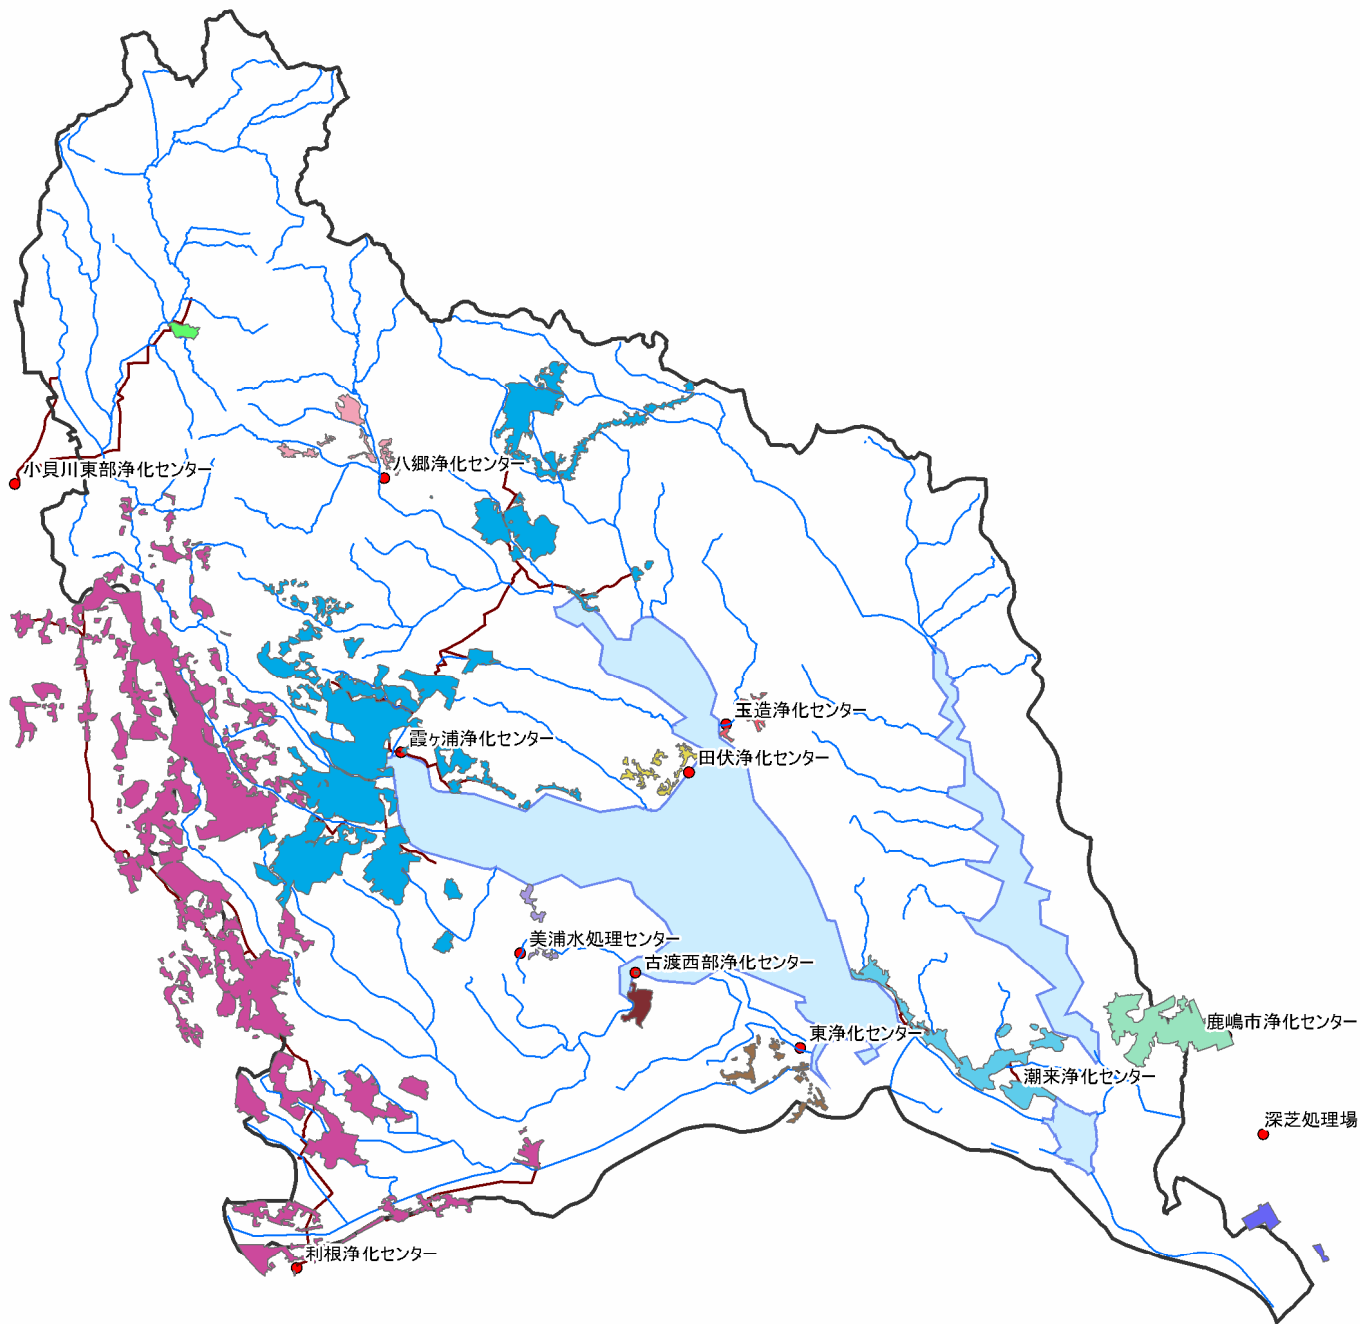 小貝川東部浄化センター
八郷浄化センター
玉造浄化センター
霞ヶ浦浄化センター
田伏浄化センター
美浦水処理センター
古渡西部浄化センター
鹿嶋市浄化センター
東浄化センター
潮来浄化センター
深芝処理場
利根浄化センター